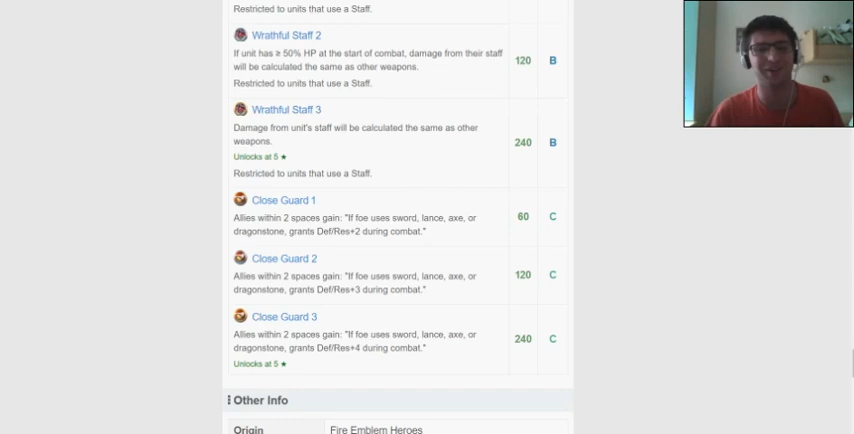 Restricted to units that use a Staff.
Wrathful Staff 2
If unit has ≥ 50% HP at the start of combat, damage from their staff
will be calculated the same as other weapons.
Restricted to units that use a Staff.
120 B
Wrathful Staff 3
Damage from unit's staff will be calculated the same as other
weapons.
Unlocks at 5 ★
Restricted to units that use a Staff.
240 B
Close Guard 1
Allies within 2 spaces gain: "If foe uses sword, lance, axe, or
dragonstone, grants Def/Res+2 during combat."
60 C
Close Guard 2
Allies within 2 spaces gain: "If foe uses sword, lance, axe, or
dragonstone, grants Def/Res+3 during combat."
120 C
Close Guard 3
Allies within 2 spaces gain: "If foe uses sword, lance, axe, or
dragonstone, grants Def/Res+4 during combat."
Unlocks at 5 ★
240 C
Other Info
Origin Fire Emblem Heroes